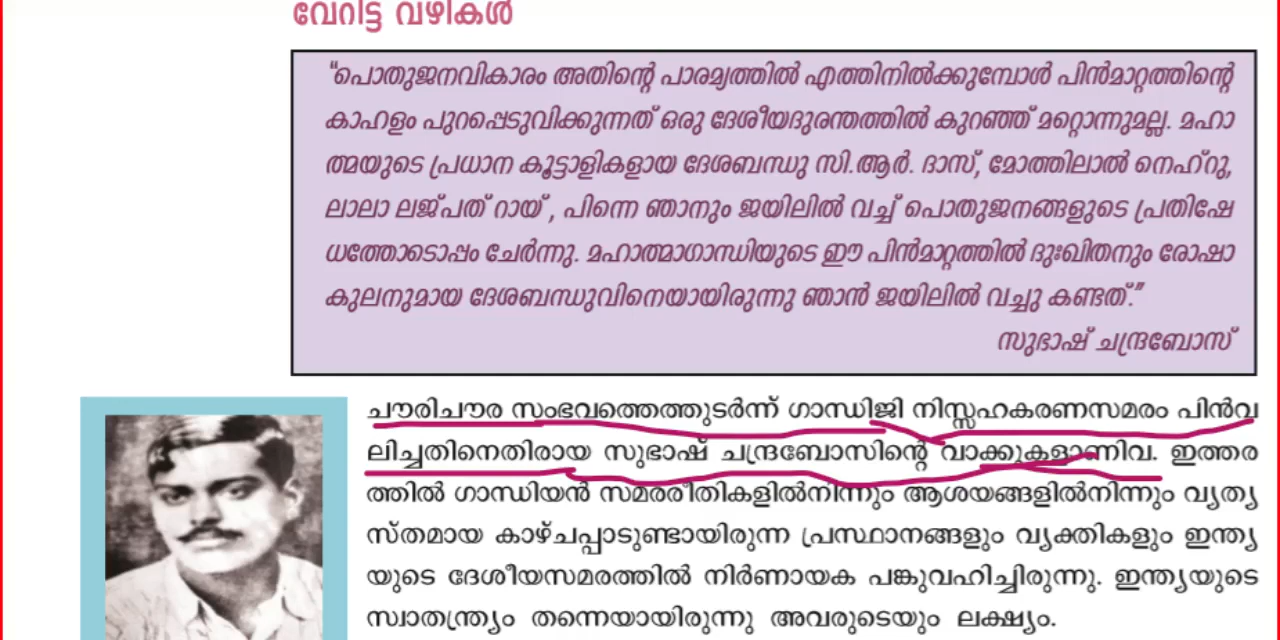 വേറിട്ട വഴികൾ
"പൊതുജനവികാരം അതിന്റെ പാരമ്യത്തിൽ എത്തിനിൽക്കുമ്പോൾ പിൻമാറ്റത്തിന്റെ
കാഹളം പുറപ്പെടുവിക്കുന്നത് ഒരു ദേശീയദുരന്തത്തിൽ കുറഞ്ഞ് മറ്റൊന്നുമല്ല. മഹാ
ത്മയുടെ പ്രധാന കൂട്ടാളികളായ ദേശബന്ധു സി.ആർ. ദാസ്, മോത്തിലാൽ നെഹ്റു,
ലാലാ ലജ്പത് റായ് , പിന്നെ ഞാനും ജയിലിൽ വച്ച് പൊതുജനങ്ങളുടെ പ്രതിഷേ
ധത്തോടൊപ്പം ചേർന്നു. മഹാത്മാഗാന്ധിയുടെ ഈ പിൻമാറ്റത്തിൽ ദുഃഖിതനും രോഷാ
കുലനുമായ ദേശബന്ധുവിനെയായിരുന്നു ഞാൻ ജയിലിൽ വച്ചു കണ്ടത്."
സുഭാഷ് ചന്ദ്രബോസ്
ചൗരിചൗര സംഭവത്തെത്തുടർന്ന് ഗാന്ധിജി നിസ്സഹകരണസമരം പിൻവ
ലിച്ചതിനെതിരായ സുഭാഷ് ചന്ദ്രബോസിന്റെ വാക്കുകളാണിവ. ഇത്തര
ത്തിൽ ഗാന്ധിയൻ സമരരീതികളിൽനിന്നും ആശയങ്ങളിൽനിന്നും വ്യത്യ
സ്തമായ കാഴ്ചപ്പാടുണ്ടായിരുന്ന പ്രസ്ഥാനങ്ങളും വ്യക്തികളും ഇന്ത്യ
യുടെ ദേശീയസമരത്തിൽ നിർണായക പങ്കുവഹിച്ചിരുന്നു. ഇന്ത്യയുടെ
സ്വാതന്ത്ര്യം തന്നെയായിരുന്നു അവരുടെയും ലക്ഷ്യം.